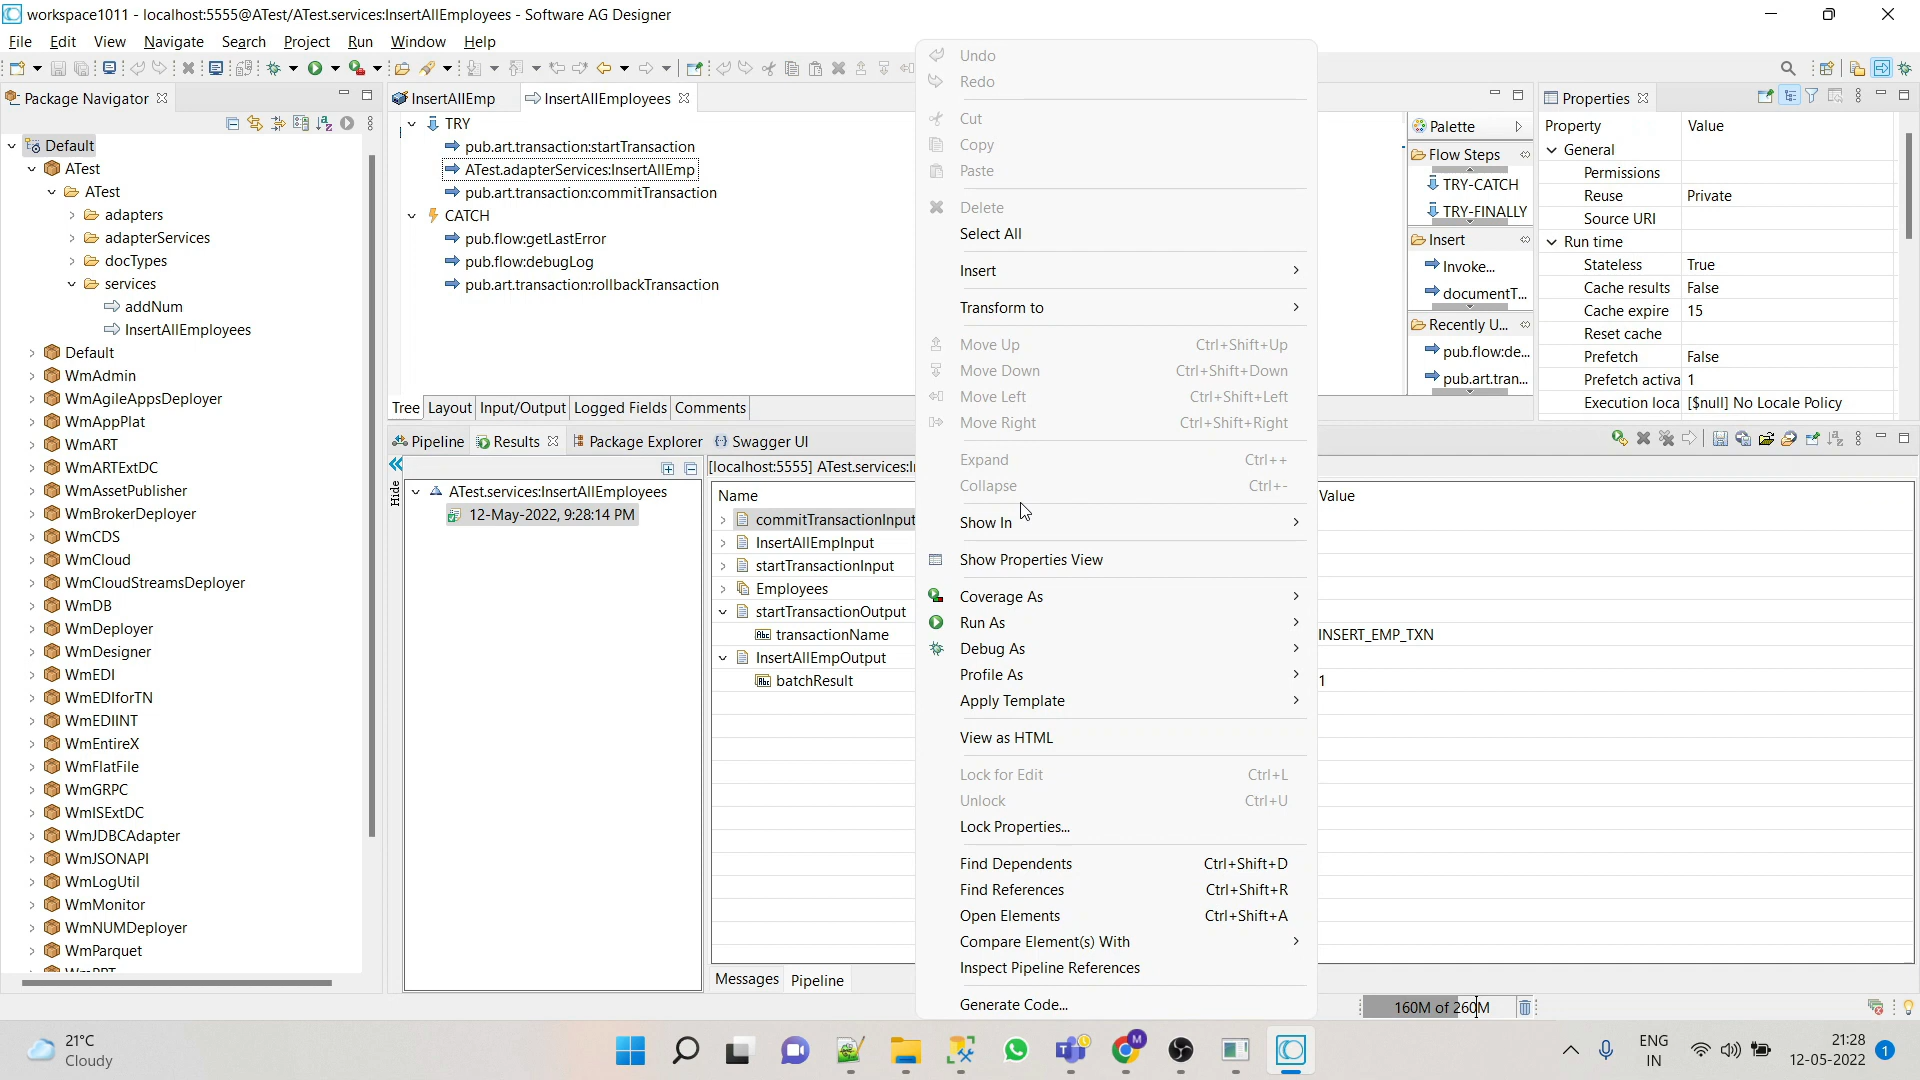 workspace1011 - localhost:5555@ATest/ATest.services:InsertAllEmployees - Software AG Designer
File Edit View Navigate Search Project Run Window Help
Package Navigator
Default
ATest
ATest
adapters
adapterServices
docTypes
services
addNum
InsertAllEmployees
Default
WmAdmin
WmAgileAppsDeployer
WmAppPlat
WmART
WmARTExtDC
WmAssetPublisher
WmBrokerDeployer
WmCDS
WmCloud
WmCloudStreamsDeployer
WmDB
WmDeployer
WmDesigner
WmEDI
WmEDIforTN
WmEDIINT
WmEntireX
WmFlatFile
WmGRPC
WmISExtDC
WmJDBCAdapter
WmJSONAPI
WmLogUtil
WmMonitor
WmNUMDeployer
WmParquet
InsertAllEmp InsertAllEmployees
TRY
pub.art.transaction:startTransaction
ATest.adapterServices:InsertAllEmp
pub.art.transaction:commitTransaction
CATCH
pub.flow:getLastError
pub.flow:debugLog
pub.art.transaction:rollbackTransaction
Tree Layout Input/Output Logged Fields Comments
Pipeline Results Package Explorer Swagger UI
Hide
ATest.services:InsertAllEmployees
12-May-2022, 9:28:14 PM
[localhost:5555] ATest.services:I
Name Value
commitTransactionInput
InsertAllEmpInput
startTransactionInput
Employees
startTransactionOutput
transactionName INSERT_EMP_TXN
InsertAllEmpOutput
batchResult 1
Messages Pipeline
Undo
Redo
Cut
Copy
Paste
Delete
Select All
Insert
Transform to
Move Up Ctrl+Shift+Up
Move Down Ctrl+Shift+Down
Move Left Ctrl+Shift+Left
Move Right Ctrl+Shift+Right
Expand Ctrl++
Collapse Ctrl+-
Show In
Show Properties View
Coverage As
Run As
Debug As
Profile As
Apply Template
View as HTML
Lock for Edit Ctrl+L
Unlock Ctrl+U
Lock Properties...
Find Dependents Ctrl+Shift+D
Find References Ctrl+Shift+R
Open Elements Ctrl+Shift+A
Compare Element(s) With
Inspect Pipeline References
Generate Code...
Palette
Flow Steps
TRY-CATCH
TRY-FINALLY
Insert
Invoke...
documentT...
Recently U...
pub.flow:de...
pub.art.tran...
Properties
Property Value
General
Permissions
Reuse Private
Source URI
Run time
Stateless True
Cache results False
Cache expire 15
Reset cache
Prefetch False
Prefetch activa 1
Execution loca [$null] No Locale Policy
160M of 260M
21°C
Cloudy
ENG
IN
21:28
12-05-2022
1